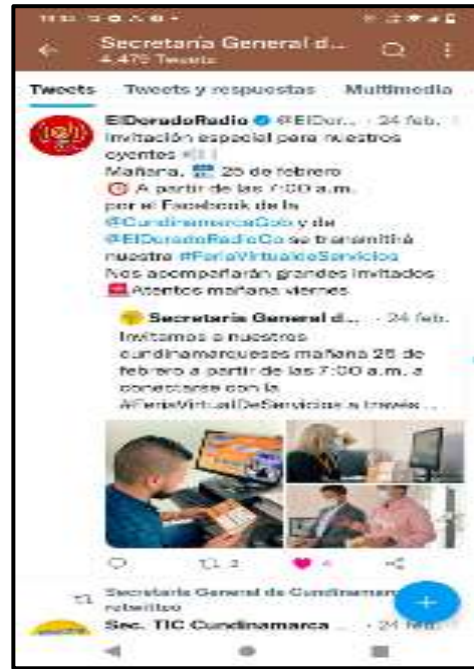 Secretaría General d...
4.479 Tweets
Tweets Tweets y respuestas Multimedia
ElDoradoRadio @ElDor... · 24 feb.
Invitación especial para nuestros
oyentes
Mañana, 25 de febrero
A partir de las 7:00 a.m.
por el Facebook de la
@CundinamarcaGob y de
@ElDoradoRadioCo se transmitirá
nuestra #FeriaVirtualdeServicios
Nos acompañarán grandes invitados
Atentos mañana viernes
Secretaría General d... · 24 feb.
Invitamos a nuestros
cundinamarqueses mañana 25 de
febrero a partir de las 7:00 a.m. a
conectarse con la
#FeriaVirtualDeServicios a través ...
2 4
Secretaría General de Cundinamar
retwitteó
Sec. TIC Cundinamarca · 24 feb.